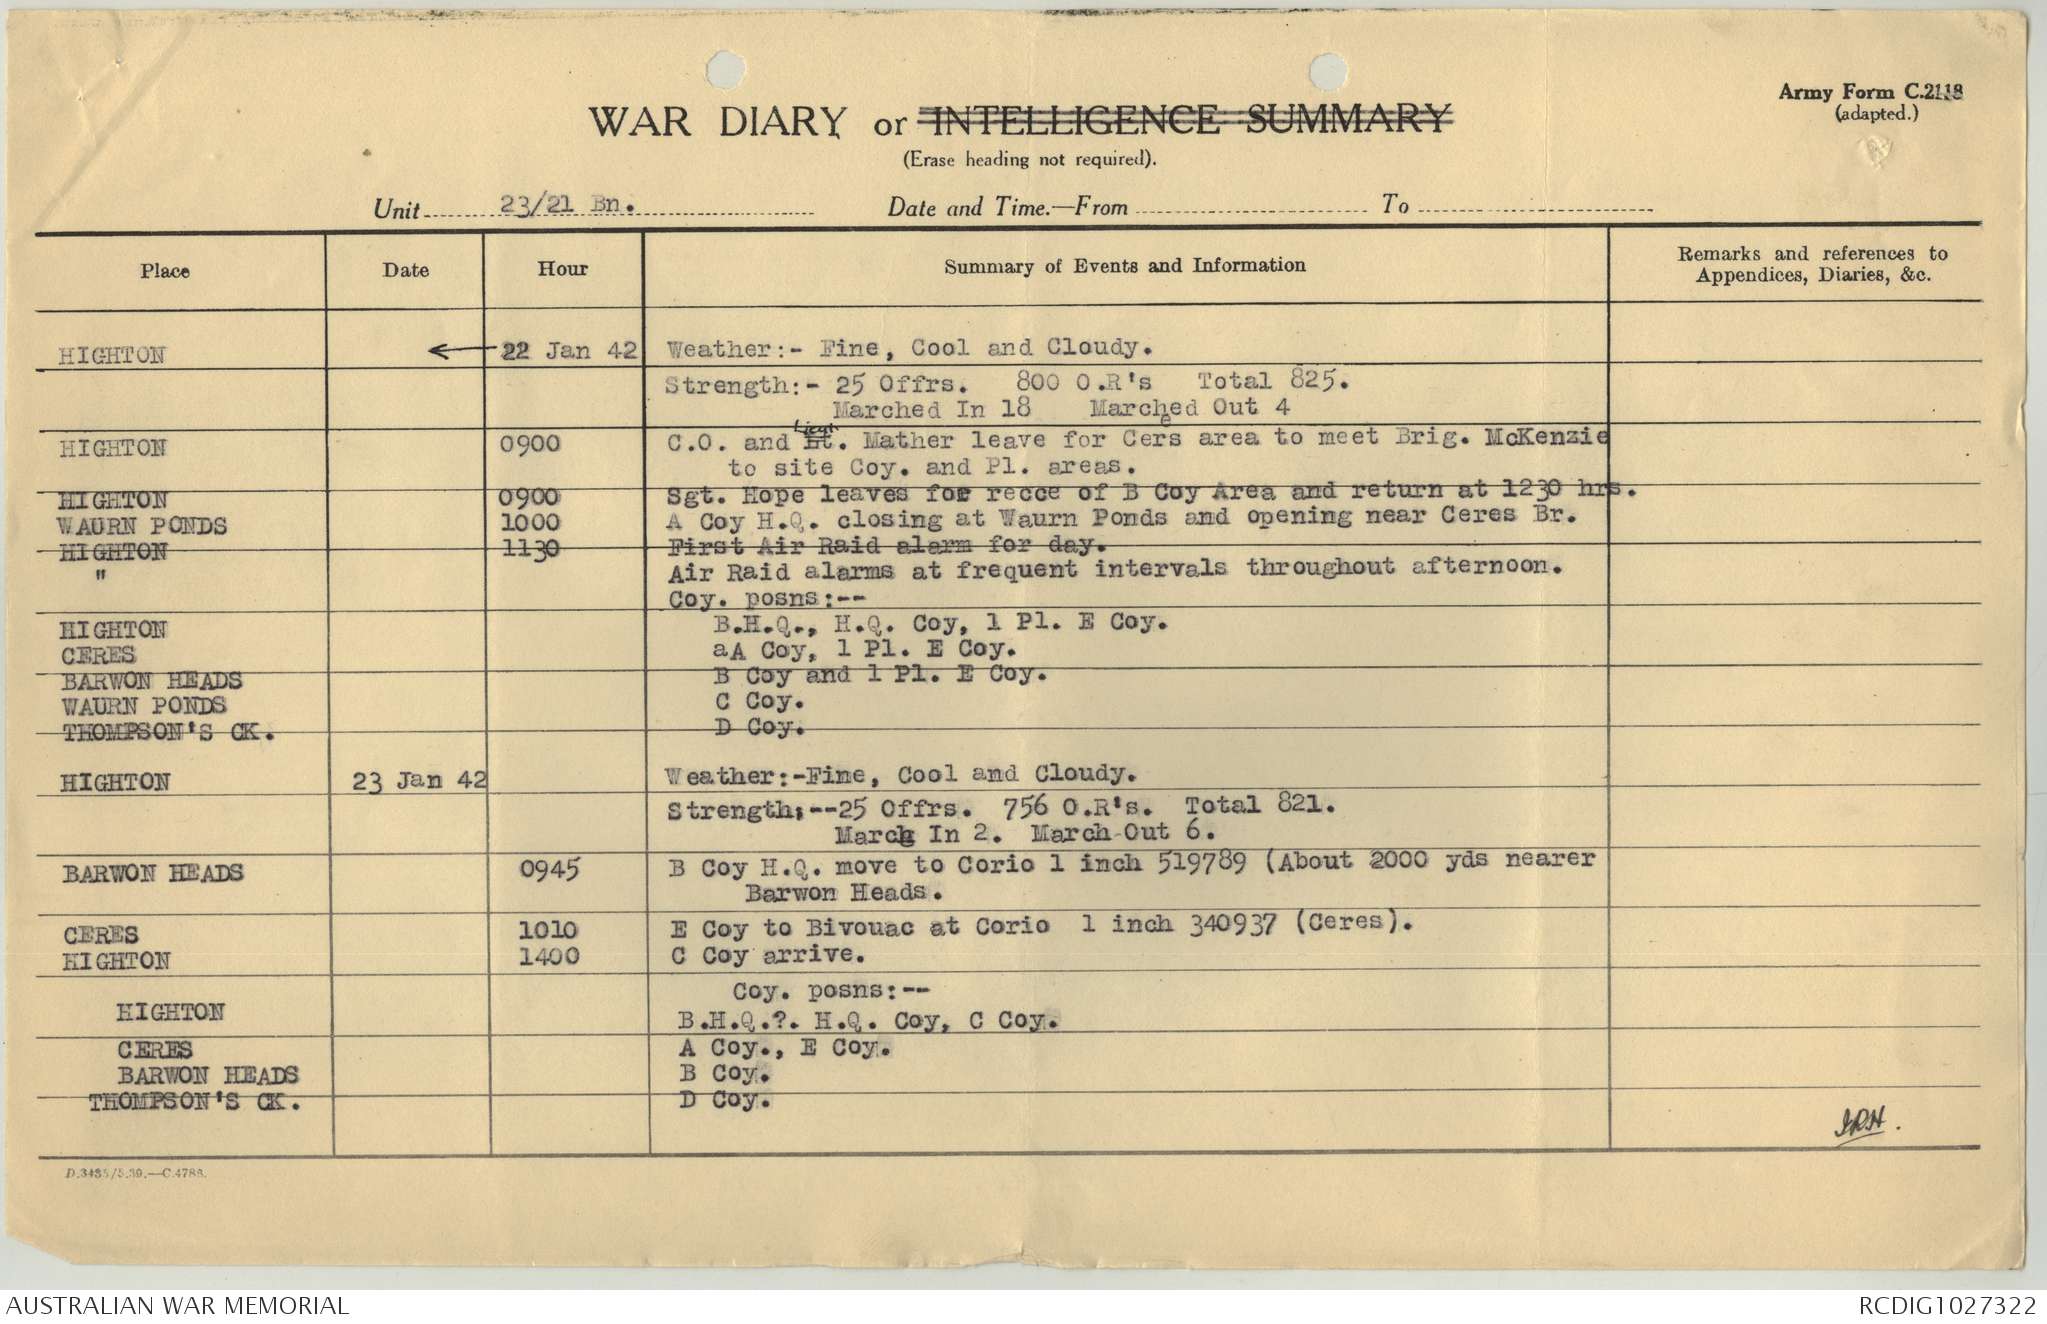 Army Form C.2118
(adapted.)
WAR DIARY or INTELLIGENCE SUMMARY
(Erase heading not required).
Unit 23/21 Bn. Date and Time.—From To
Place Date Hour Summary of Events and Information Remarks and references to Appendices, Diaries, &c.
HIGHTON 22 Jan 42 Weather:- Fine, Cool and Cloudy.
Strength:- 25 Offrs. 800 O.R's Total 825.
Marched In 18 Marched Out 4
HIGHTON 0900 C.O. and Lieut. Mather leave for Ceres area to meet Brig. McKenzie
to site Coy. and Pl. areas.
HIGHTON 0900 Sgt. Hope leaves for recce of B Coy Area and return at 1230 hrs.
WAURN PONDS 1000 A Coy H.Q. closing at Waurn Ponds and opening near Ceres Br.
HIGHTON 1130 First Air Raid alarm for day.
" Air Raid alarms at frequent intervals throughout afternoon.
Coy. posns:--
HIGHTON B.H.Q., H.Q. Coy, 1 Pl. E Coy.
CERES aA Coy, 1 Pl. E Coy.
BARWON HEADS B Coy and 1 Pl. E Coy.
WAURN PONDS C Coy.
THOMPSON'S CK. D Coy.
HIGHTON 23 Jan 42 Weather:-Fine, Cool and Cloudy.
Strength:--25 Offrs. 756 O.R's. Total 821.
March In 2. March Out 6.
BARWON HEADS 0945 B Coy H.Q. move to Corio 1 inch 519789 (About 2000 yds nearer
Barwon Heads.
CERES 1010 E Coy to Bivouac at Corio 1 inch 340937 (Ceres).
HIGHTON 1400 C Coy arrive.
Coy. posns:--
HIGHTON B.H.Q.?. H.Q. Coy, C Coy.
CERES A Coy., E Coy.
BARWON HEADS B Coy.
THOMPSON'S CK. D Coy.
IRH.
D.3435/5.39.—C.4788.
AUSTRALIAN WAR MEMORIAL RCDIG1027322